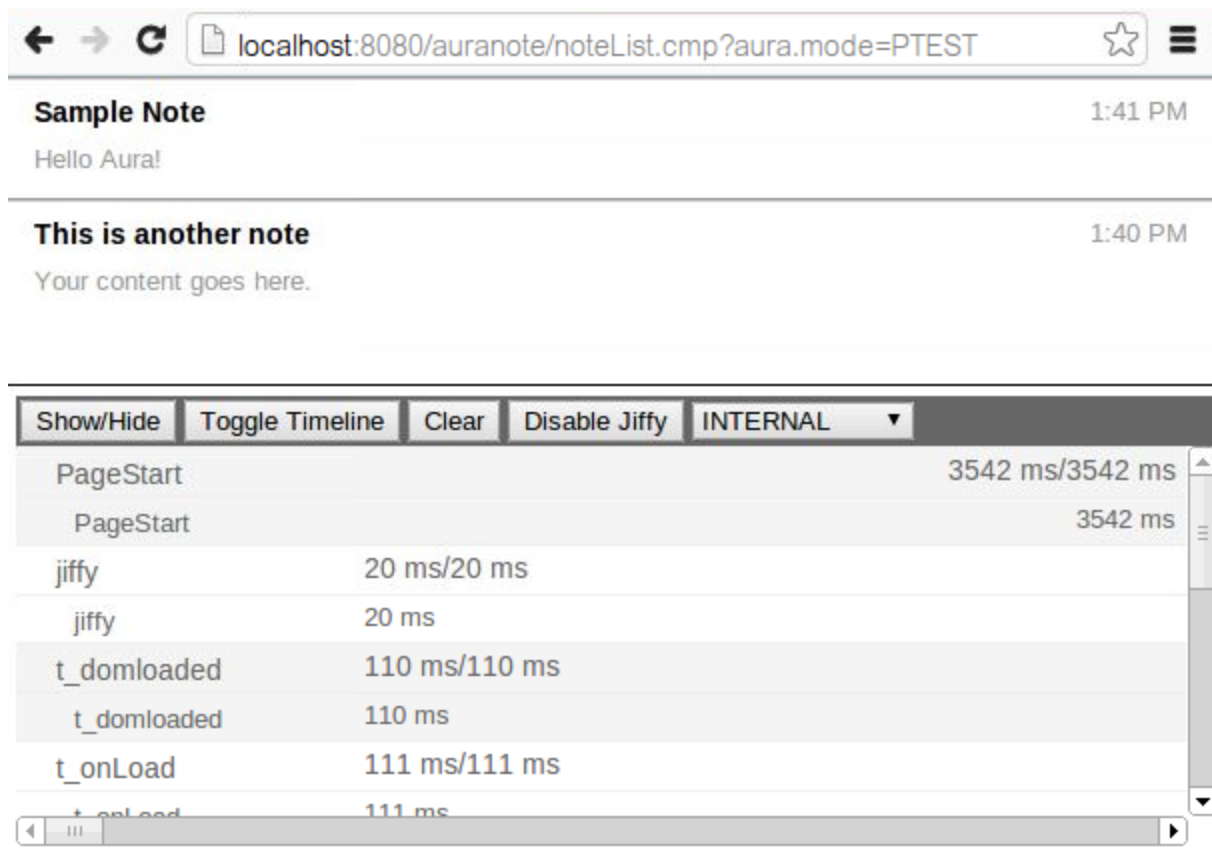 localhost:8080/auranote/noteList.cmp?aura.mode=PTEST
Sample Note 1:41 PM
Hello Aura!
This is another note 1:40 PM
Your content goes here.
Show/Hide Toggle Timeline Clear Disable Jiffy INTERNAL
PageStart 3542 ms/3542 ms
PageStart 3542 ms
jiffy 20 ms/20 ms
jiffy 20 ms
t_domloaded 110 ms/110 ms
t_domloaded 110 ms
t_onLoad 111 ms/111 ms
t_onLoad 111 ms